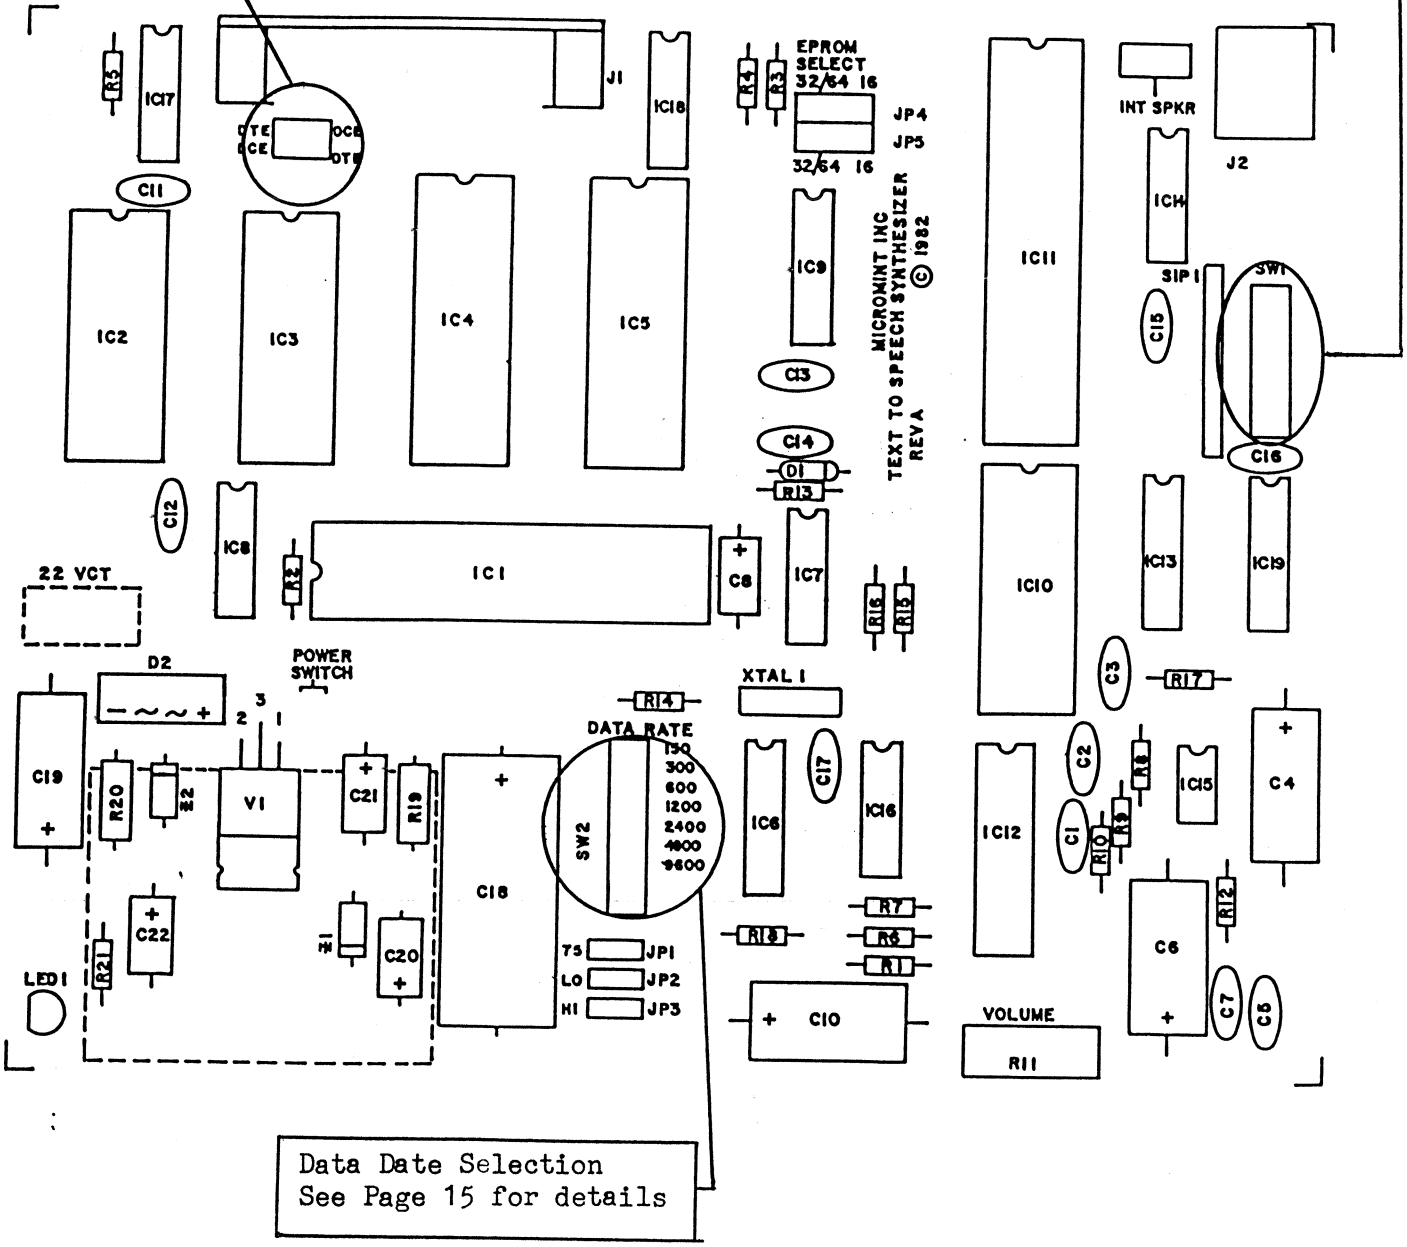 R5
IC17
J1
IC18
R4
R3
EPROM
SELECT
32/64 16
JP4
JP5
32/64 16
INT SPKR
J2
DTE
DCE
DCE
DTE
C11
IC2
IC3
IC4
IC5
IC9
MICROMINT INC
TEXT TO SPEECH SYNTHESIZER
REV A
© 1982
IC11
IC14
SIP1
SW1
C15
C13
C14
D1
R13
C16
C12
IC8
R2
IC1
C8
IC7
R16
R15
IC10
IC13
IC19
22 VCT
D2
- ~ ~ +
POWER
SWITCH
2
3
1
R14
XTAL 1
C3
R17
C19
+
R20
Z2
V1
+
C21
R19
+
C18
DATA RATE
150
300
600
1200
2400
4800
9600
SW2
IC6
C17
IC16
IC12
C2
C1
R8
R9
R10
IC15
+
C4
+
C22
R21
LED1
Z1
C20
+
75
JP1
LO
JP2
HI
JP3
R18
R7
R6
R1
+
C10
VOLUME
R11
C6
+
R12
C7
C5
Data Date Selection
See Page 15 for details